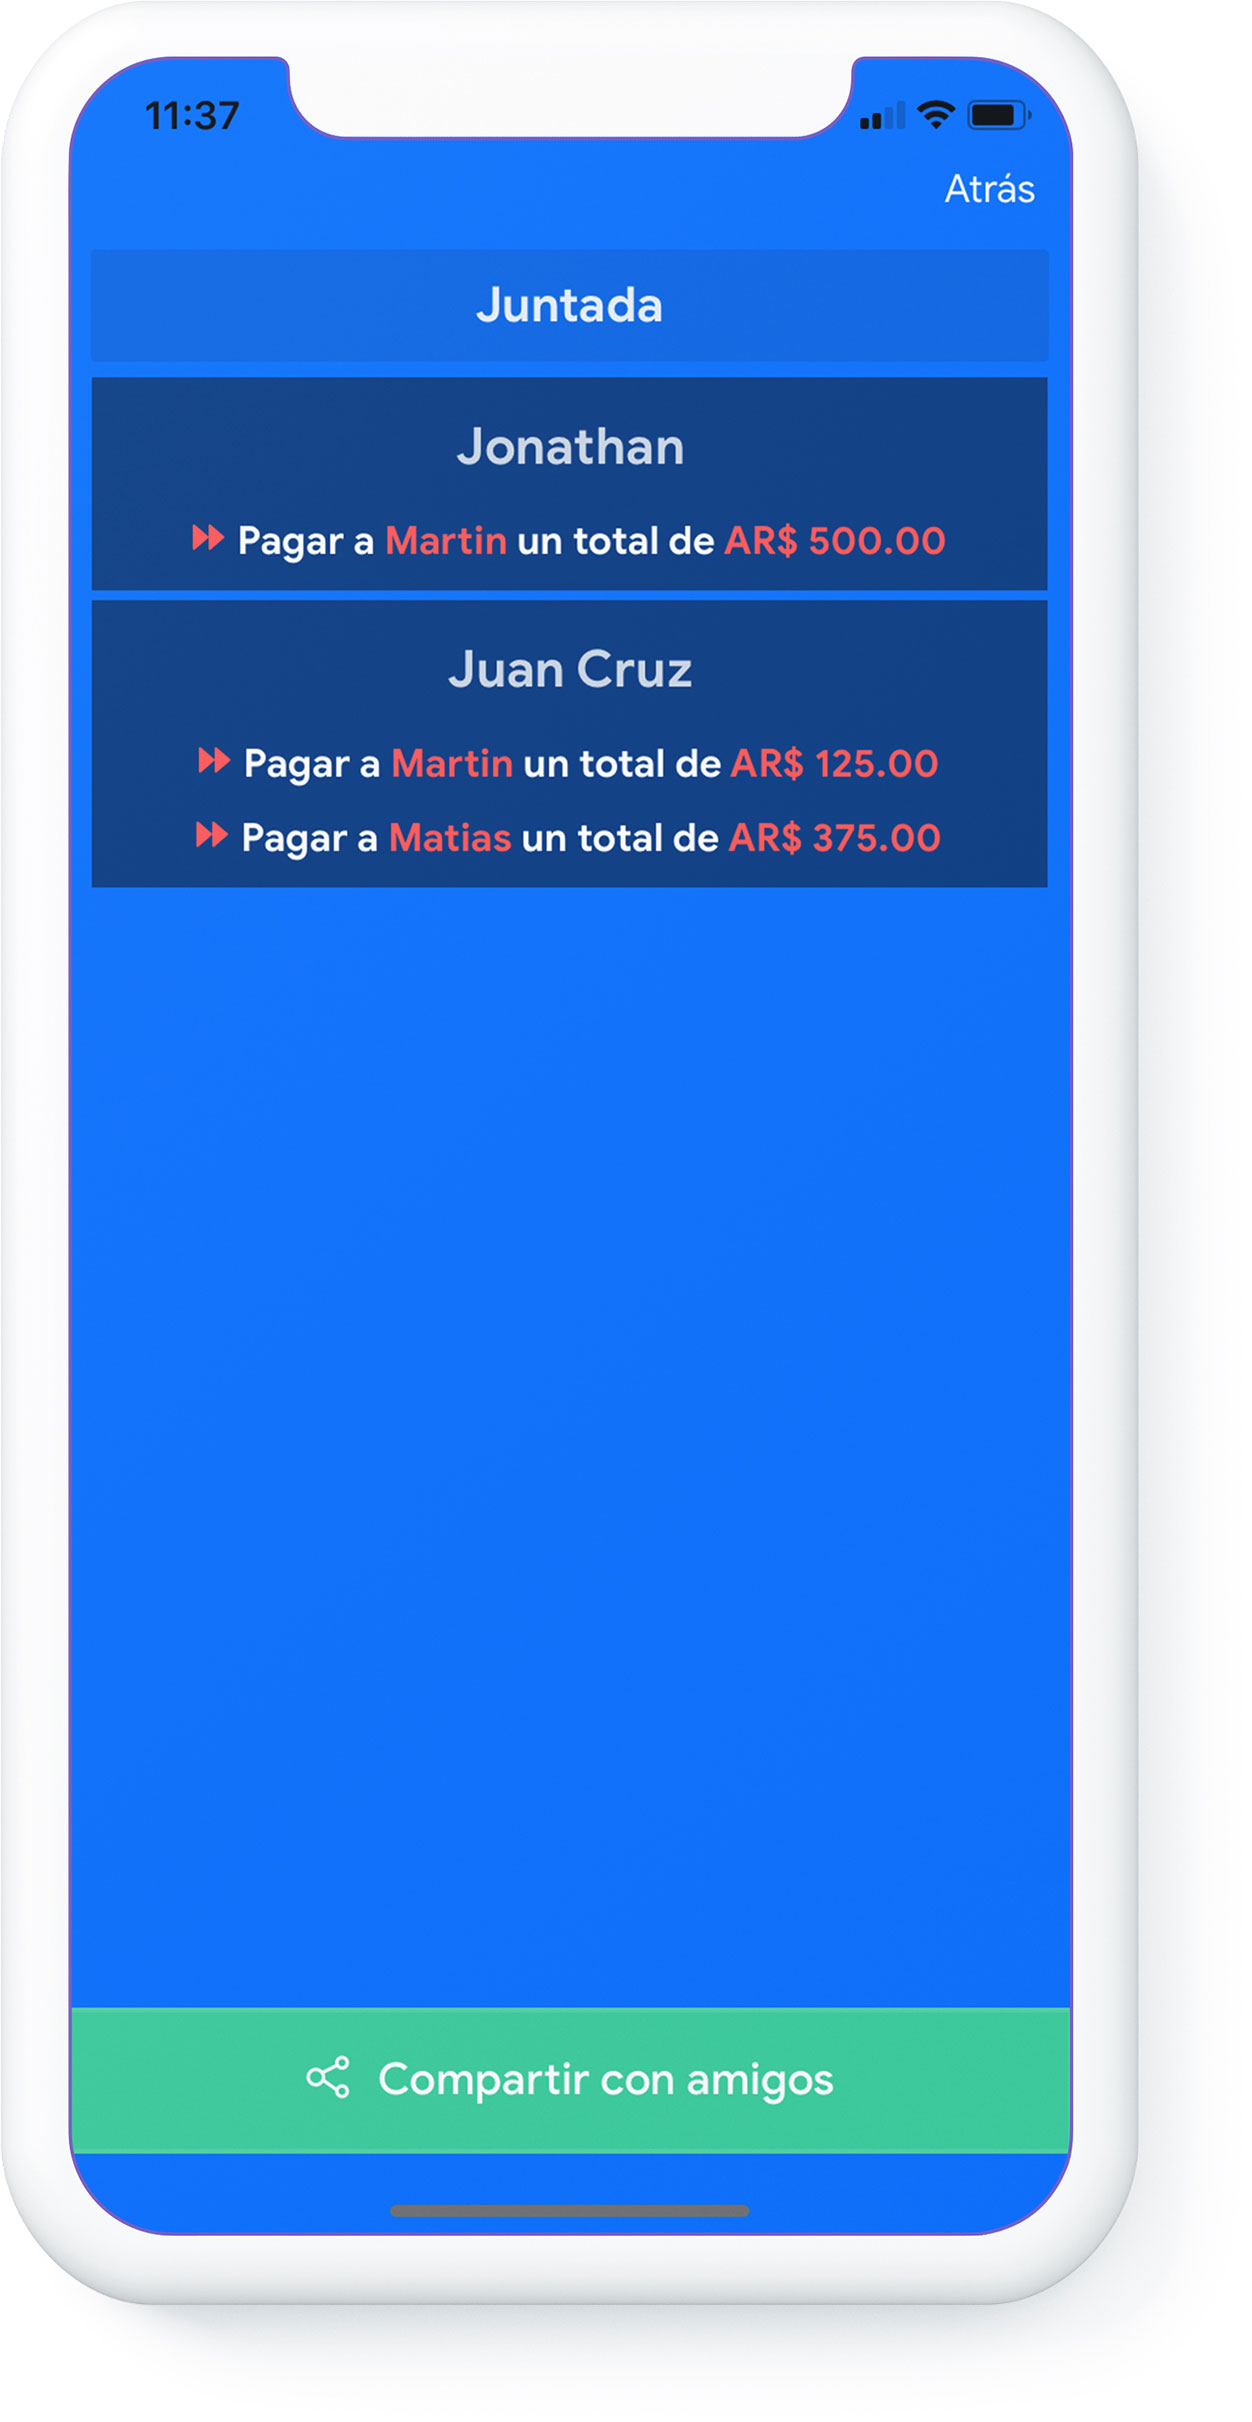 11:37
Atrás
Juntada
Jonathan
Pagar a Martin un total de AR$ 500.00
Juan Cruz
Pagar a Martin un total de AR$ 125.00
Pagar a Matias un total de AR$ 375.00
Compartir con amigos